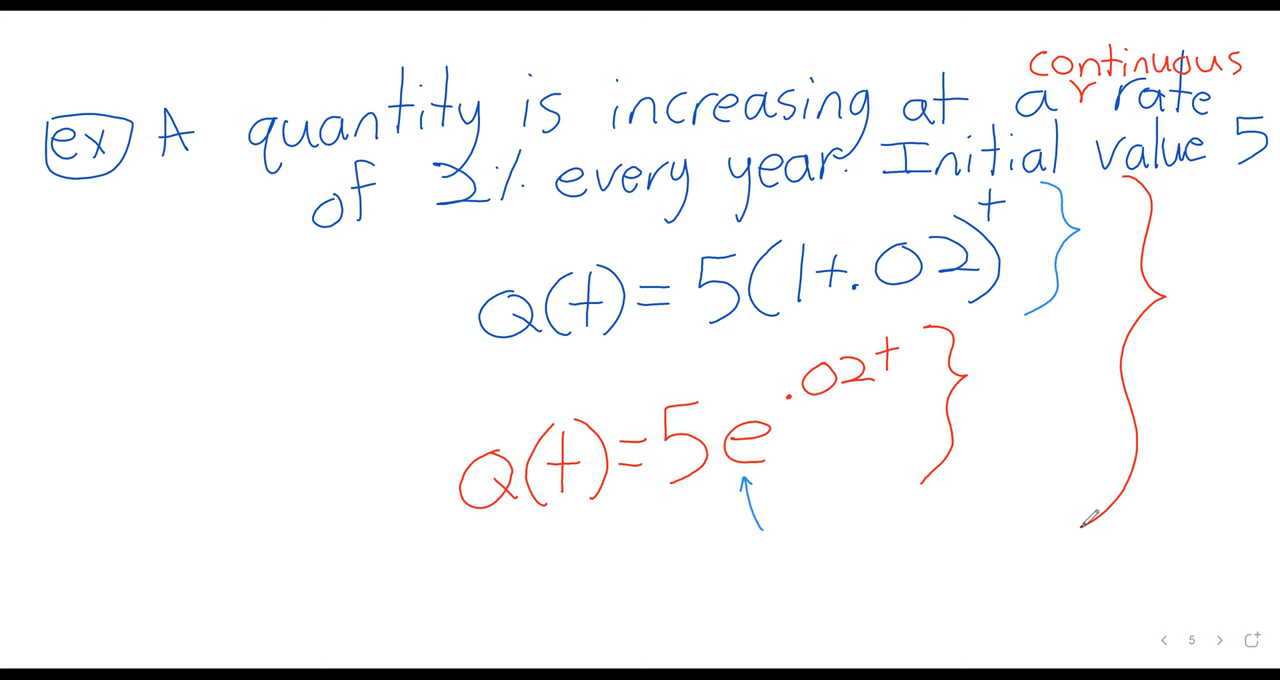 continuous
ex A quantity is increasing at a rate
of 2% every year. Initial value 5
Q(t) = 5(1+.02)^t
Q(t) = 5e^.02t
5